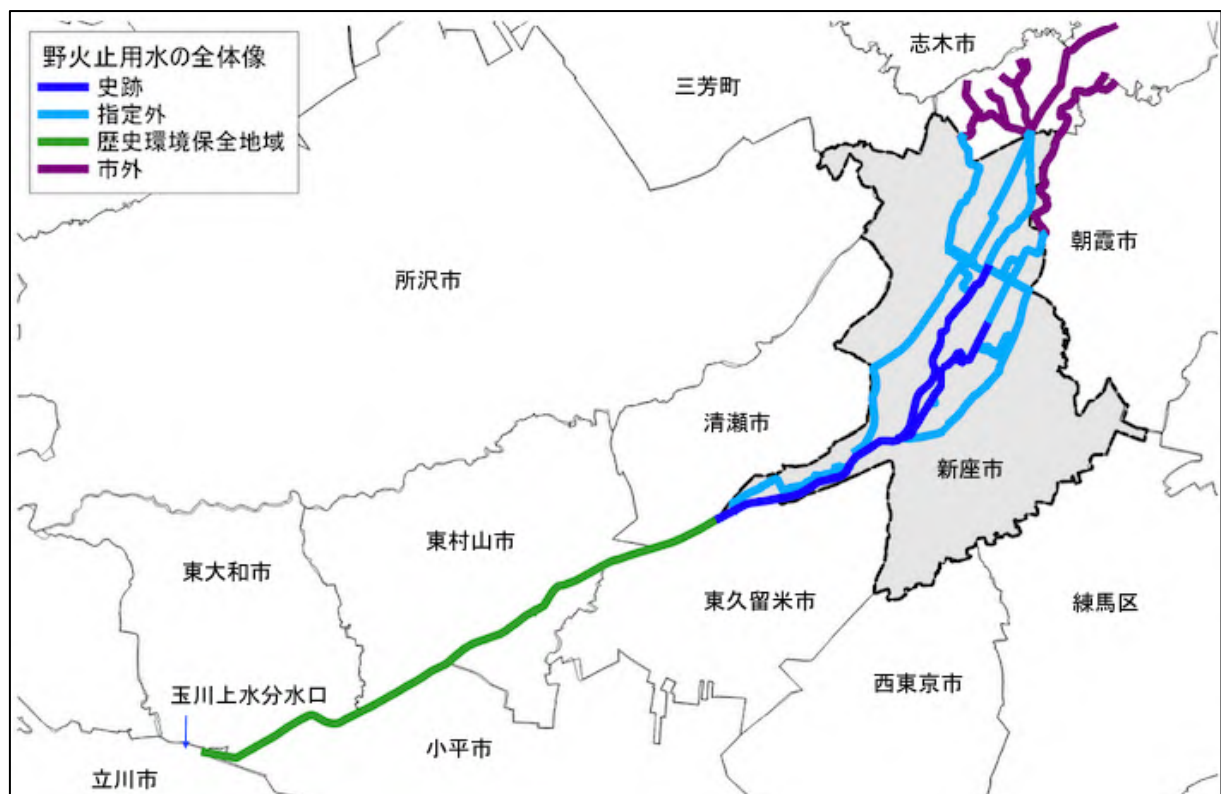 野火止用水の全体像
史跡
指定外
歴史環境保全地域
市外
志木市
三芳町
朝霞市
所沢市
清瀬市
新座市
東村山市
東大和市
東久留米市
練馬区
西東京市
玉川上水分水口
小平市
立川市